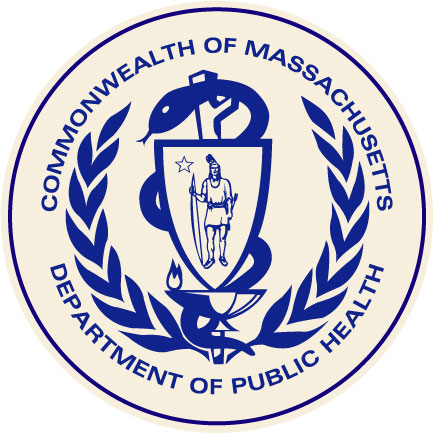 COMMONWEALTH OF MASSACHUSETTS
DEPARTMENT OF PUBLIC HEALTH